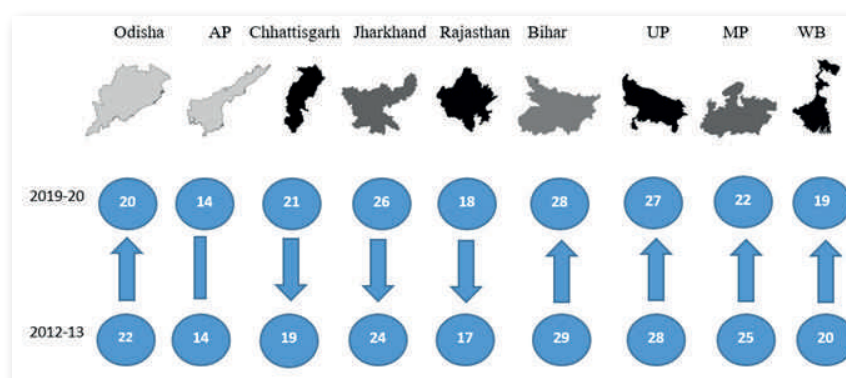 Odisha AP Chhattisgarh Jharkhand Rajasthan Bihar UP MP WB
2019-20 20 14 21 26 18 28 27 22 19
2012-13 22 14 19 24 17 29 28 25 20